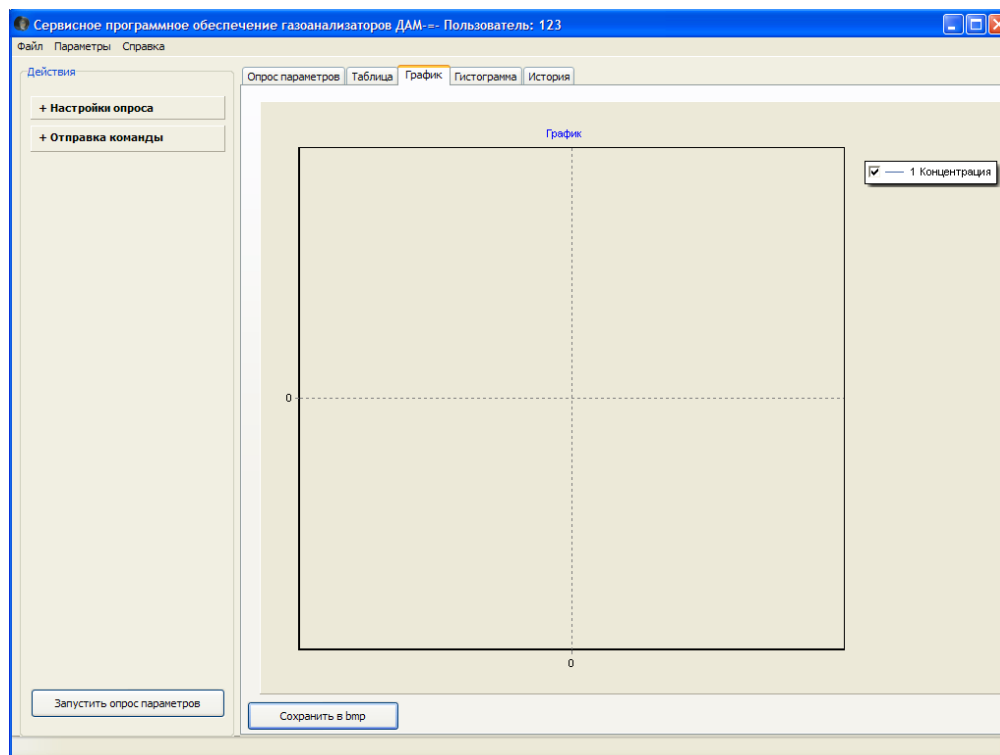 Сервисное программное обеспечение газоанализаторов ДАМ-=- Пользователь: 123
Файл Параметры Справка
Действия
+ Настройки опроса
+ Отправка команды
Запустить опрос параметров
Опрос параметров Таблица График Гистограмма История
График
1 Концентрация
0
0
Сохранить в bmp